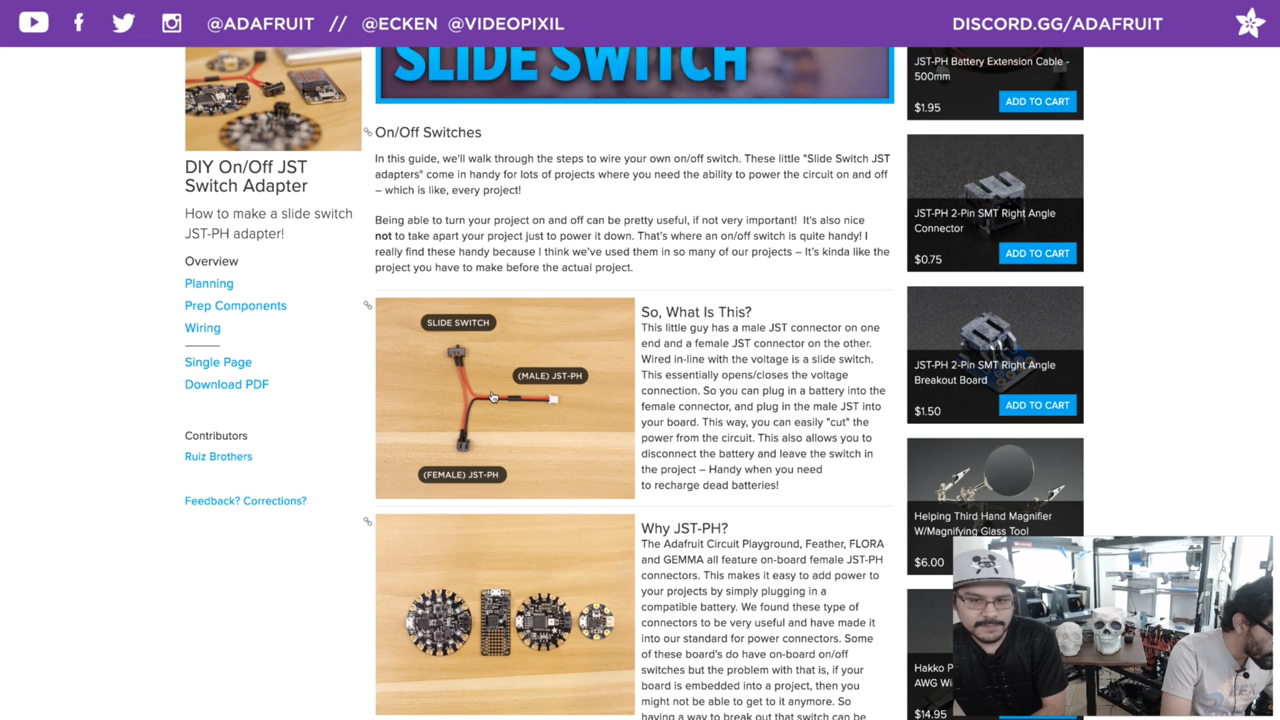 @ADAFRUIT // @ECKEN @VIDEOPIXIL
DISCORD.GG/ADAFRUIT
SLIDE SWITCH
DIY On/Off JST
Switch Adapter
How to make a slide switch
JST-PH adapter!
Overview
Planning
Prep Components
Wiring
Single Page
Download PDF
Contributors
Ruiz Brothers
Feedback? Corrections?
On/Off Switches
In this guide, we'll walk through the steps to wire your own on/off switch. These little "Slide Switch JST
adapters" come in handy for lots of projects where you need the ability to power the circuit on and off
– which is like, every project!
Being able to turn your project on and off can be pretty useful, if not very important! It's also nice
not to take apart your project just to power it down. That's where an on/off switch is quite handy! I
really find these handy because I think we've used them in so many of our projects – It's kinda like the
project you have to make before the actual project.
SLIDE SWITCH
(MALE) JST-PH
(FEMALE) JST-PH
So, What Is This?
This little guy has a male JST connector on one
end and a female JST connector on the other.
Wired in-line with the voltage is a slide switch.
This essentially opens/closes the voltage
connection. So you can plug in a battery into the
female connector, and plug in the male JST into
your board. This way, you can easily "cut" the
power from the circuit. This also allows you to
disconnect the battery and leave the switch in
the project – Handy when you need
to recharge dead batteries!
Why JST-PH?
The Adafruit Circuit Playground, Feather, FLORA
and GEMMA all feature on-board female JST-PH
connectors. This makes it easy to add power to
your projects by simply plugging in a
compatible battery. We found these type of
connectors to be very useful and have made it
into our standard for power connectors. Some
of these board's do have on-board on/off
switches but the problem with that is, if your
board is embedded into a project, then you
might not be able to get to it anymore. So
having a way to break out that switch can be
JST-PH Battery Extension Cable -
500mm
$1.95
ADD TO CART
JST-PH 2-Pin SMT Right Angle
Connector
$0.75
ADD TO CART
JST-PH 2-Pin SMT Right Angle
Breakout Board
$1.50
ADD TO CART
Helping Third Hand Magnifier
W/Magnifying Glass Tool
$6.00
Hakko P
AWG Wi
$14.95